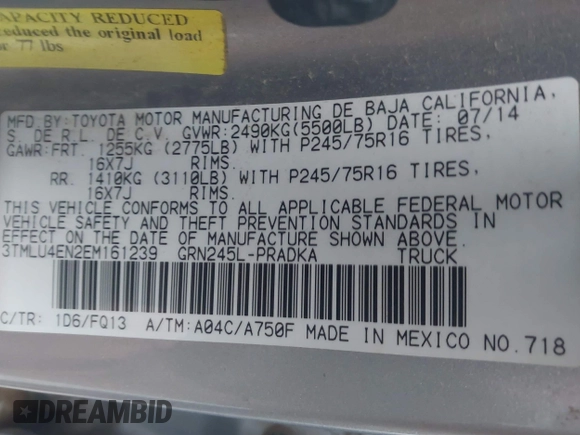 CAPACITY REDUCED
reduced the original load
or 77 lbs
MFD BY:TOYOTA MOTOR MANUFACTURING DE BAJA CALIFORNIA,
S. DE R.L. DE C.V. GVWR:2490KG(5500LB) DATE: 07/14
GAWR:FRT. 1255KG (2775LB) WITH P245/75R16 TIRES,
16X7J RIMS.
RR. 1410KG (3110LB) WITH P245/75R16 TIRES,
16X7J RIMS.
THIS VEHICLE CONFORMS TO ALL APPLICABLE FEDERAL MOTOR
VEHICLE SAFETY AND THEFT PREVENTION STANDARDS IN
EFFECT ON THE DATE OF MANUFACTURE SHOWN ABOVE.
3TMLU4EN2EM161239 GRN245L-PRADKA TRUCK
C/TR: 1D6/FQ13 A/TM:A04C/A750F MADE IN MEXICO NO.718
DREAMBID